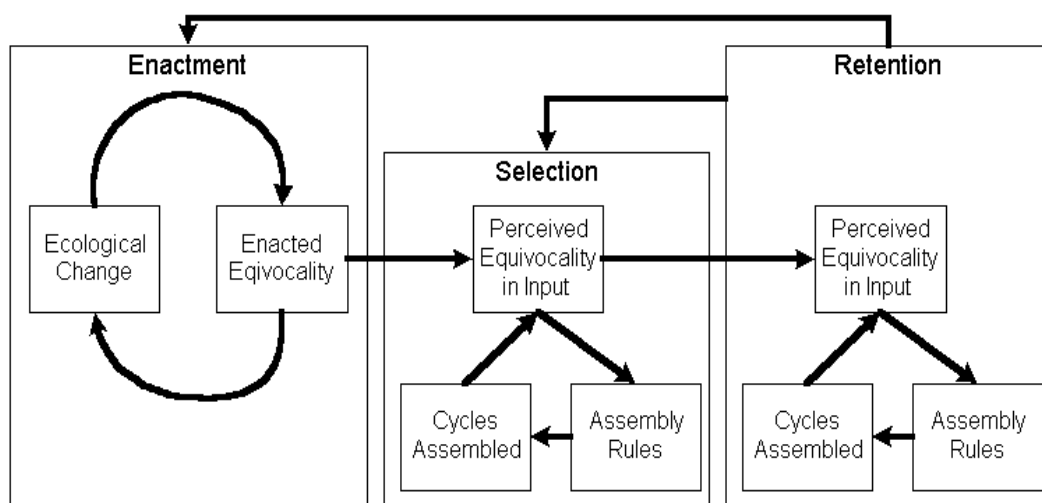 Enactment
Ecological
Change
Enacted
Eqivocality
Selection
Perceived
Equivocality
in Input
Cycles
Assembled
Assembly
Rules
Retention
Perceived
Equivocality
in Input
Cycles
Assembled
Assembly
Rules